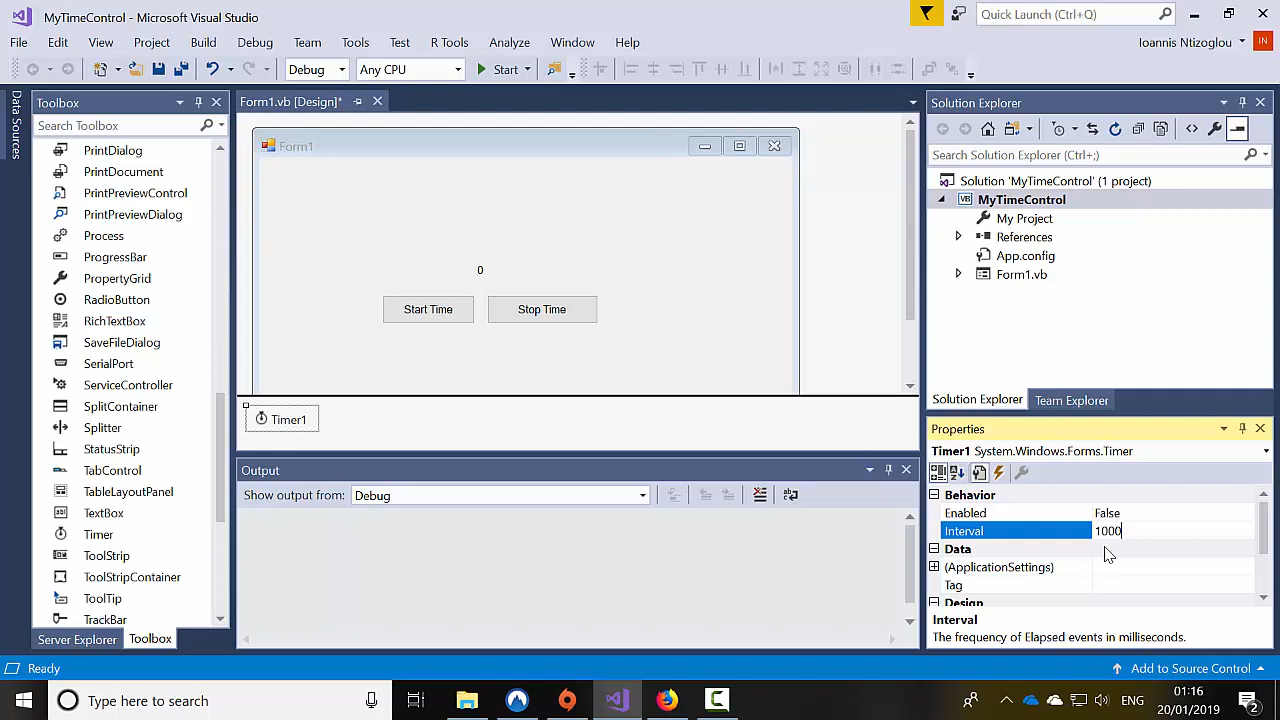 MyTimeControl - Microsoft Visual Studio
Quick Launch (Ctrl+Q)
File Edit View Project Build Debug Team Tools Test R Tools Analyze Window Help
Ioannis Ntizoglou IN
Debug Any CPU Start
Data Sources
Toolbox
Search Toolbox
PrintDialog
PrintDocument
PrintPreviewControl
PrintPreviewDialog
Process
ProgressBar
PropertyGrid
RadioButton
RichTextBox
SaveFileDialog
SerialPort
ServiceController
SplitContainer
Splitter
StatusStrip
TabControl
TableLayoutPanel
TextBox
Timer
ToolStrip
ToolStripContainer
ToolTip
TrackBar
Server Explorer Toolbox
Form1.vb [Design]*
Form1
0
Start Time Stop Time
Timer1
Output
Show output from: Debug
Solution Explorer
Search Solution Explorer (Ctrl+;)
Solution 'MyTimeControl' (1 project)
VB MyTimeControl
My Project
References
App.config
Form1.vb
Solution Explorer Team Explorer
Properties
Timer1 System.Windows.Forms.Timer
Behavior
Enabled False
Interval 1000
Data
(ApplicationSettings)
Tag
Design
Interval
The frequency of Elapsed events in milliseconds.
Ready
Add to Source Control
Type here to search
ENG
01:16
20/01/2019
2